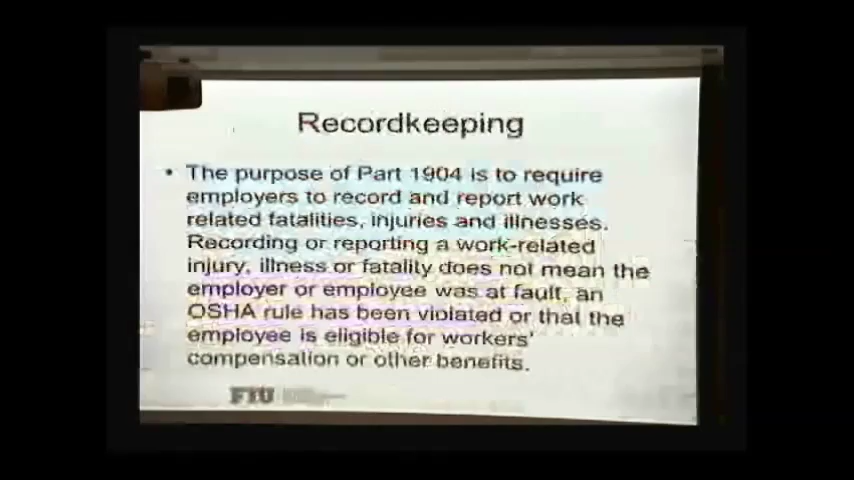 Recordkeeping
• The purpose of Part 1904 is to require
employers to record and report work
related fatalities, injuries and illnesses.
Recording or reporting a work-related
injury, illness or fatality does not mean the
employer or employee was at fault, an
OSHA rule has been violated or that the
employee is eligible for workers'
compensation or other benefits.
FIU